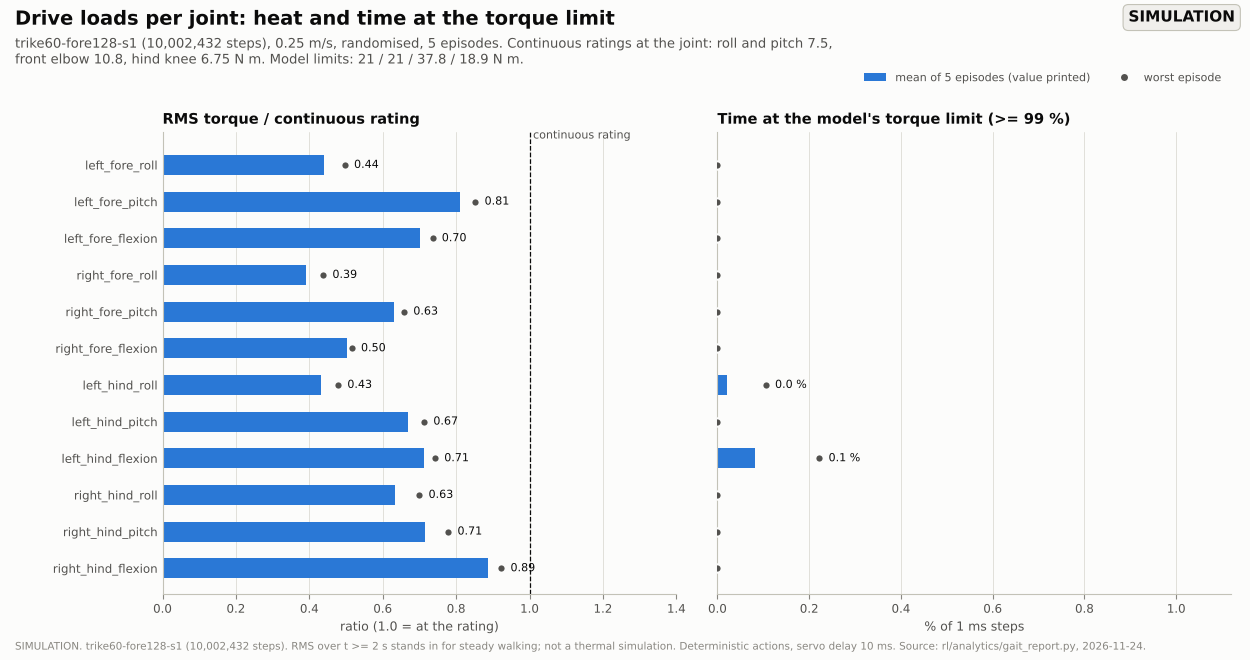 Drive loads per joint: heat and time at the torque limit
SIMULATION
trike60-fore128-s1 (10,002,432 steps), 0.25 m/s, randomised, 5 episodes. Continuous ratings at the joint: roll and pitch 7.5,
front elbow 10.8, hind knee 6.75 N m. Model limits: 21 / 21 / 37.8 / 18.9 N m.
mean of 5 episodes (value printed)
worst episode
RMS torque / continuous rating
continuous rating
left_fore_roll 0.44
left_fore_pitch 0.81
left_fore_flexion 0.70
right_fore_roll 0.39
right_fore_pitch 0.63
right_fore_flexion 0.50
left_hind_roll 0.43
left_hind_pitch 0.67
left_hind_flexion 0.71
right_hind_roll 0.63
right_hind_pitch 0.71
right_hind_flexion 0.89
0.0 0.2 0.4 0.6 0.8 1.0 1.2 1.4
ratio (1.0 = at the rating)
Time at the model's torque limit (>= 99 %)
0.0 %
0.1 %
0.0 0.2 0.4 0.6 0.8 1.0
% of 1 ms steps
SIMULATION. trike60-fore128-s1 (10,002,432 steps). RMS over t >= 2 s stands in for steady walking; not a thermal simulation. Deterministic actions, servo delay 10 ms. Source: rl/analytics/gait_report.py, 2026-11-24.